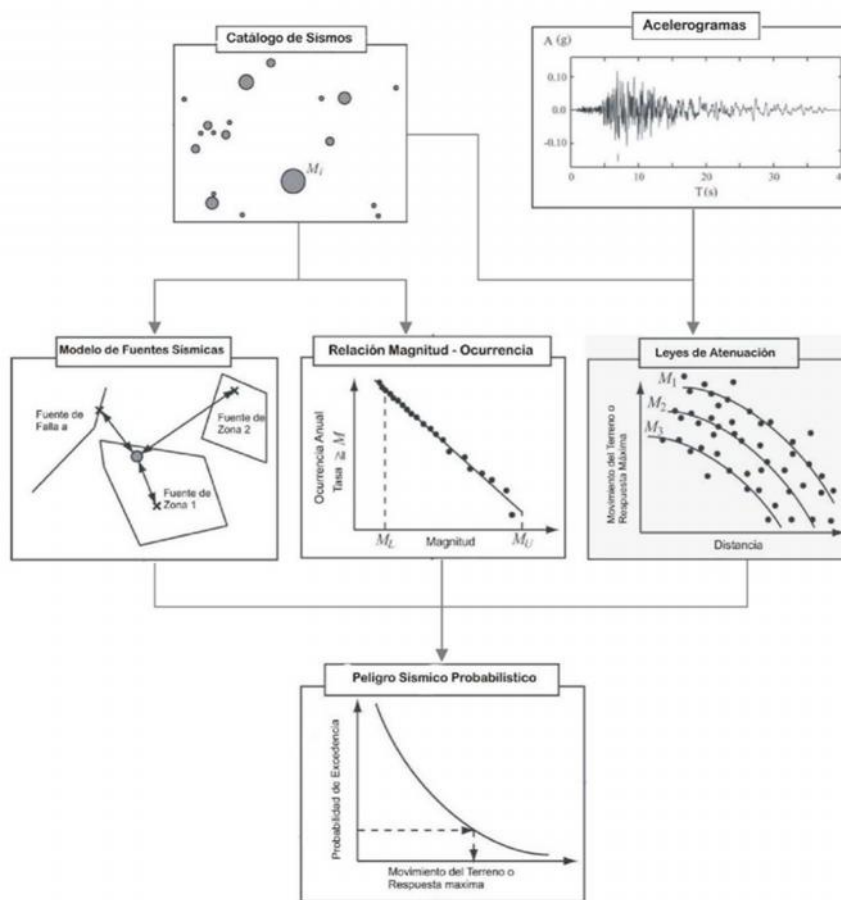 Catálogo de Sismos
M_i
Acelerogramas
A (g)
0.10
0.0
-0.10
0
10
20
30
40
T(s)
Modelo de Fuentes Sísmicas
Fuente de
Falla a
Fuente de
Zona 2
Fuente de
Zona 1
Relación Magnitud - Ocurrencia
Ocurrencia Anual
Tasa ≥ M
M_L
Magnitud
M_U
Leyes de Atenuación
M_1
M_2
M_3
Movimiento del Terreno o
Respuesta Máxima
Distancia
Peligro Sísmico Probabilístico
Probabilidad de Excedencia
Movimiento del Terreno o
Respuesta maxima